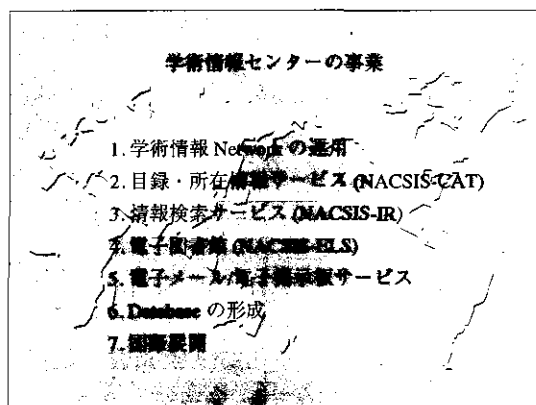 学術情報センターの事業
1. 学術情報 Network の運用
2. 目録・所在情報サービス (NACSIS-CAT)
3. 情報検索サービス (NACSIS-IR)
4. 電子図書館 (NACSIS-ELS)
5. 電子メール/電子掲示板サービス
6. Database の形成
7. 国際展開